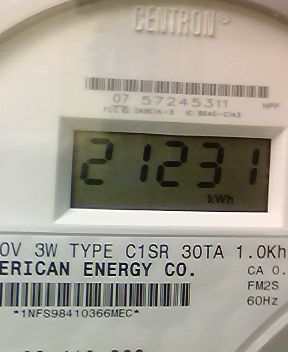 CENTRON
07 57245311 HPP
21231
kWh
0V 3W TYPE C1SR 30TA 1.0Kh
ERICAN ENERGY CO.
CA 0.
FM2S
60Hz
*1NFS98410366MEC*